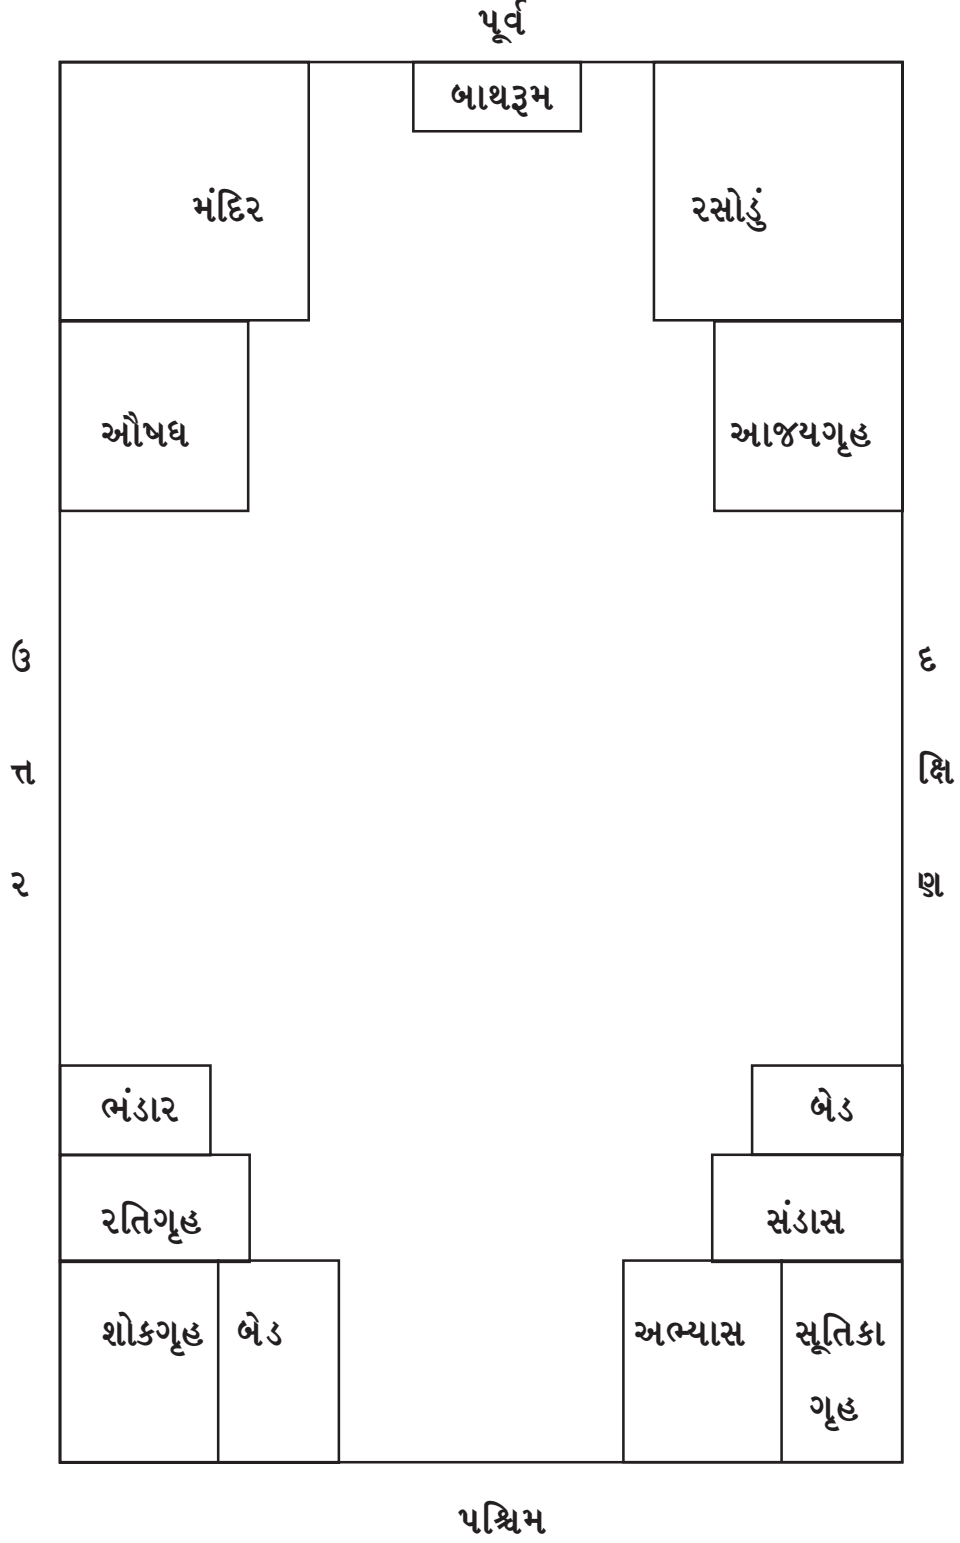 પૂર્વ
બાથરૂમ
મંદિર
રસોડું
ઔષધ
આજયગૃહ
ઉ
ત્ત
ર
દ
ક્ષિ
ણ
ભંડાર
બેડ
રતિગૃહ
સંડાસ
શોકગૃહ
બેડ
અભ્યાસ
સૂતિકા
ગૃહ
પશ્ચિમ